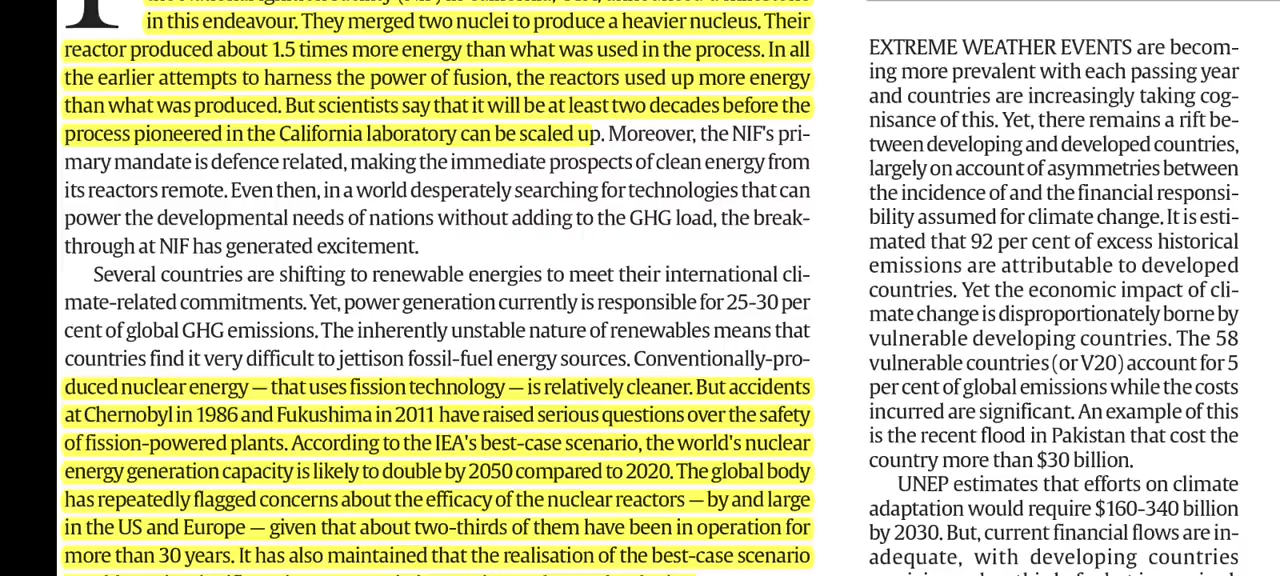 in this endeavour. They merged two nuclei to produce a heavier nucleus. Their
reactor produced about 1.5 times more energy than what was used in the process. In all
the earlier attempts to harness the power of fusion, the reactors used up more energy
than what was produced. But scientists say that it will be at least two decades before the
process pioneered in the California laboratory can be scaled up. Moreover, the NIF's pri-
mary mandate is defence related, making the immediate prospects of clean energy from
its reactors remote. Even then, in a world desperately searching for technologies that can
power the developmental needs of nations without adding to the GHG load, the break-
through at NIF has generated excitement.
Several countries are shifting to renewable energies to meet their international cli-
mate-related commitments. Yet, power generation currently is responsible for 25-30 per
cent of global GHG emissions. The inherently unstable nature of renewables means that
countries find it very difficult to jettison fossil-fuel energy sources. Conventionally-pro-
duced nuclear energy — that uses fission technology — is relatively cleaner. But accidents
at Chernobyl in 1986 and Fukushima in 2011 have raised serious questions over the safety
of fission-powered plants. According to the IEA's best-case scenario, the world's nuclear
energy generation capacity is likely to double by 2050 compared to 2020. The global body
has repeatedly flagged concerns about the efficacy of the nuclear reactors — by and large
in the US and Europe — given that about two-thirds of them have been in operation for
more than 30 years. It has also maintained that the realisation of the best-case scenario
EXTREME WEATHER EVENTS are becom-
ing more prevalent with each passing year
and countries are increasingly taking cog-
nisance of this. Yet, there remains a rift be-
tween developing and developed countries,
largely on account of asymmetries between
the incidence of and the financial responsi-
bility assumed for climate change. It is esti-
mated that 92 per cent of excess historical
emissions are attributable to developed
countries. Yet the economic impact of cli-
mate change is disproportionately borne by
vulnerable developing countries. The 58
vulnerable countries (or V20) account for 5
per cent of global emissions while the costs
incurred are significant. An example of this
is the recent flood in Pakistan that cost the
country more than $30 billion.
UNEP estimates that efforts on climate
adaptation would require $160-340 billion
by 2030. But, current financial flows are in-
adequate, with developing countries